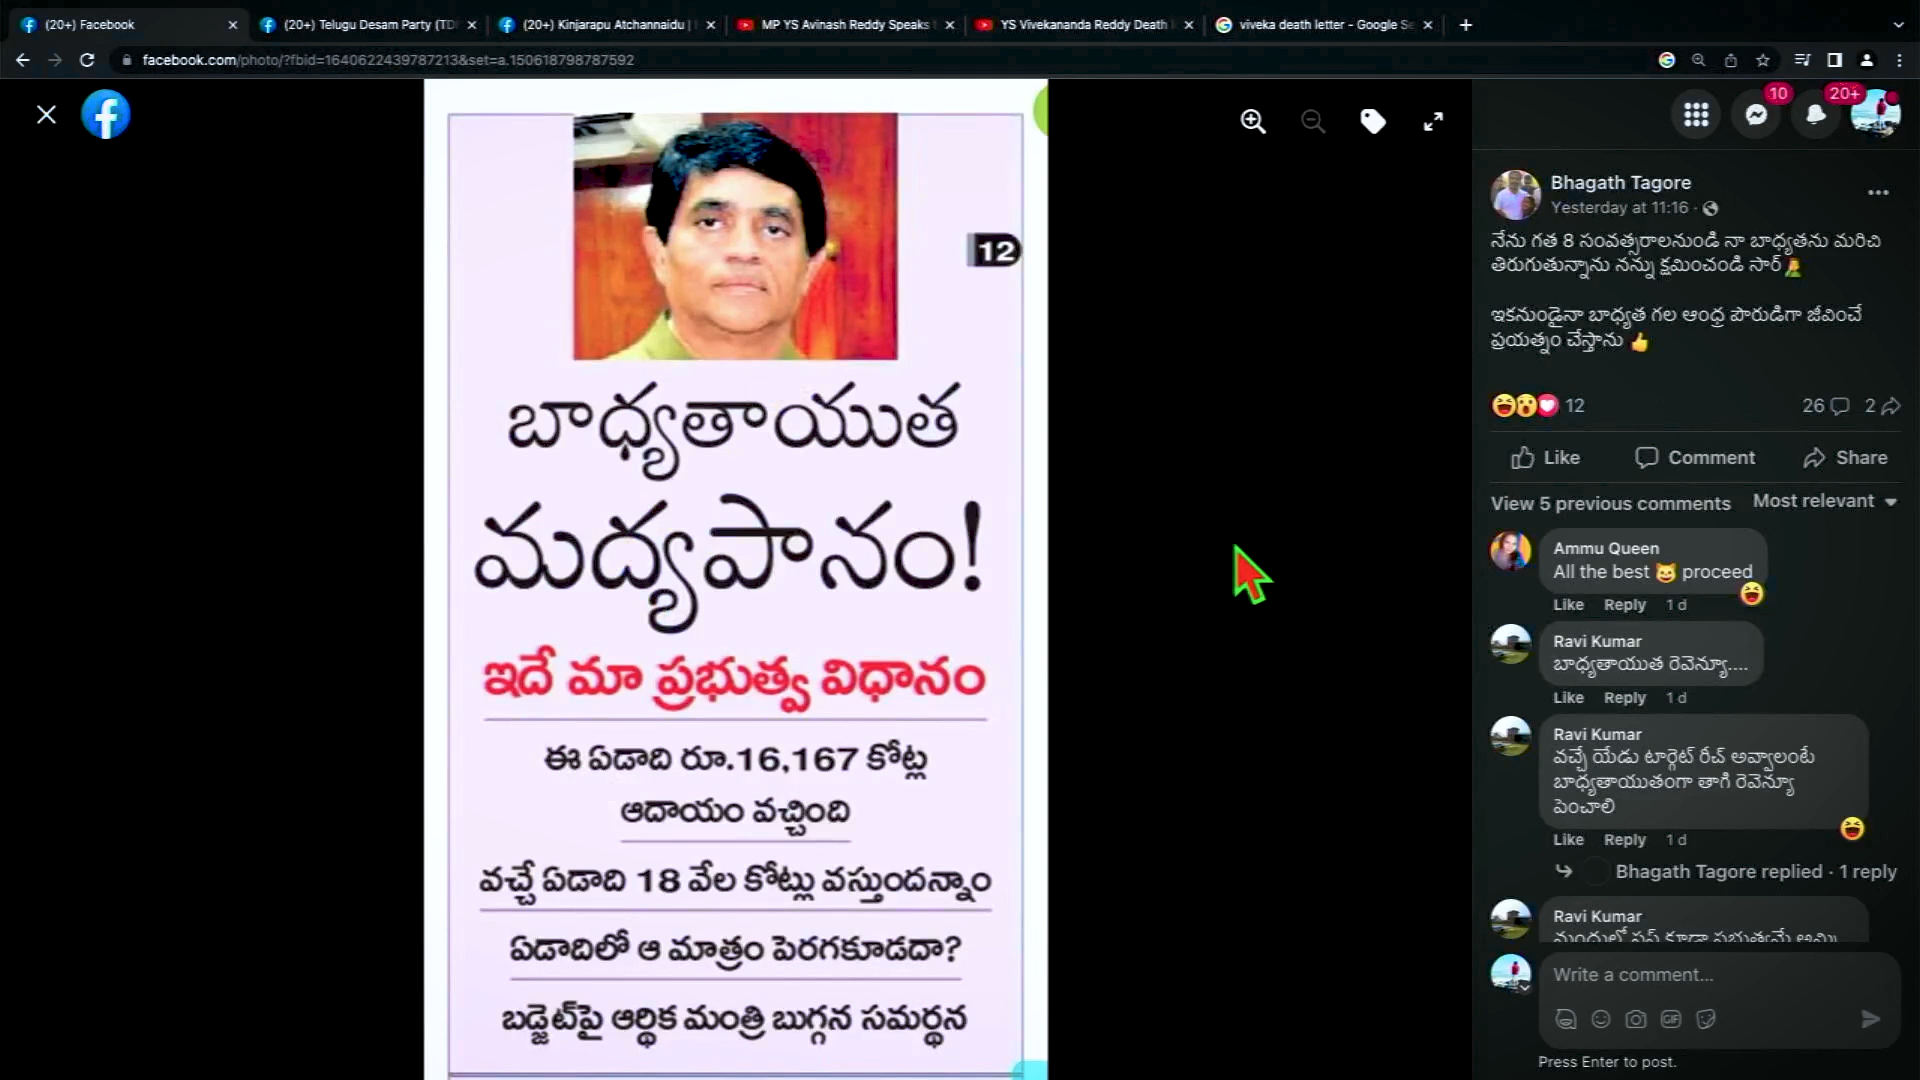 (20+) Facebook
(20+) Telugu Desam Party (TD
(20+) Kinjarapu Atchannaidu |
MP YS Avinash Reddy Speaks
YS Vivekananda Reddy Death
viveka death letter - Google Se
facebook.com/photo/?fbid=1640622439787213&set=a.150618798787592
12
బాధ్యతాయుత
మద్యపానం!
ఇదే మా ప్రభుత్వ విధానం
ఈ ఏడాది రూ.16,167 కోట్ల
ఆదాయం వచ్చింది
వచ్చే ఏడాది 18 వేల కోట్లు వస్తుందన్నాం
ఏడాదిలో ఆ మాత్రం పెరగకూడదా?
బడ్జెట్‌పై ఆర్థిక మంత్రి బుగ్గన సమర్థన
10
20+
Bhagath Tagore
Yesterday at 11:16
నేను గత 8 సంవత్సరాలనుండి నా బాధ్యతను మరిచి
తిరుగుతున్నాను నన్ను క్షమించండి సార్
ఇకనుండైనా బాధ్యత గల ఆంధ్ర పౌరుడిగా జీవించే
ప్రయత్నం చేస్తాను
12
26
2
Like
Comment
Share
View 5 previous comments
Most relevant
Ammu Queen
All the best proceed
Like Reply 1 d
Ravi Kumar
బాధ్యతాయుత రెవెన్యూ....
Like Reply 1 d
Ravi Kumar
వచ్చే యేడు టార్గెట్ రీచ్ అవ్వాలంటే
బాధ్యతాయుతంగా తాగి రెవెన్యూ
పెంచాలి
Like Reply 1 d
Bhagath Tagore replied · 1 reply
Ravi Kumar
Write a comment...
GIF
Press Enter to post.